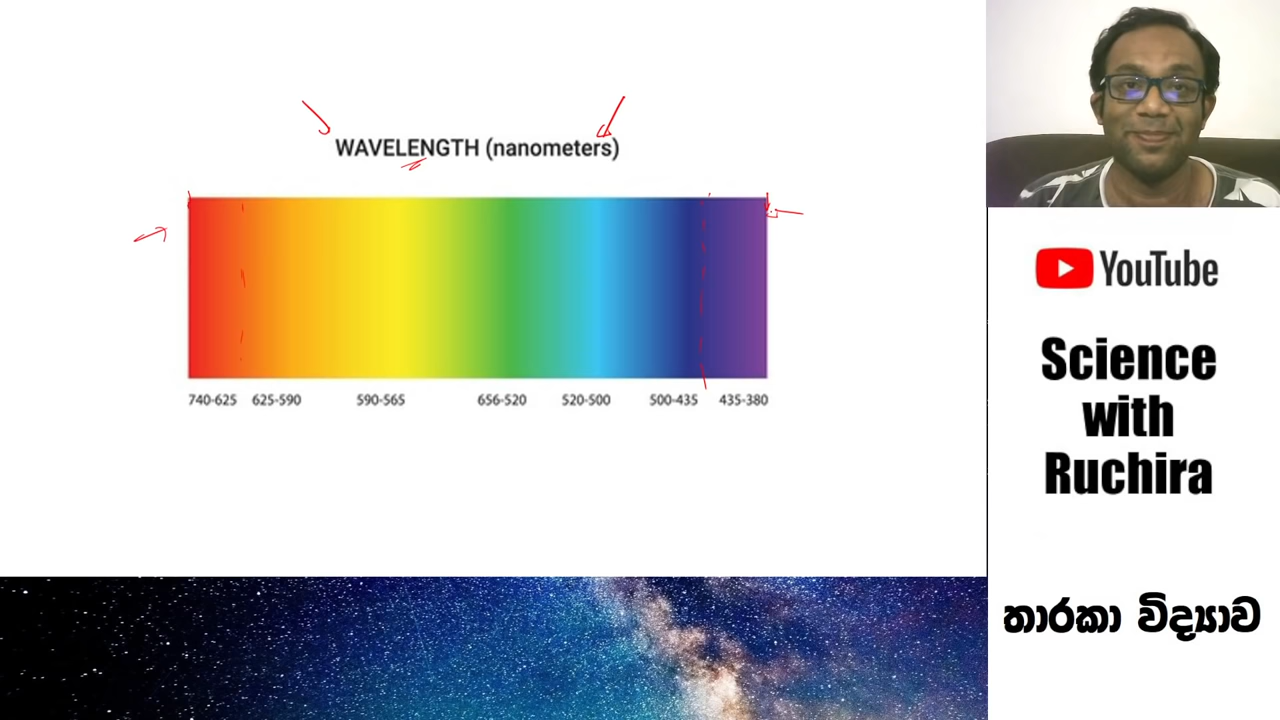 WAVELENGTH (nanometers)
740-625 625-590 590-565 656-520 520-500 500-435 435-380
YouTube
Science
with
Ruchira
තාරකා විද්‍යාව